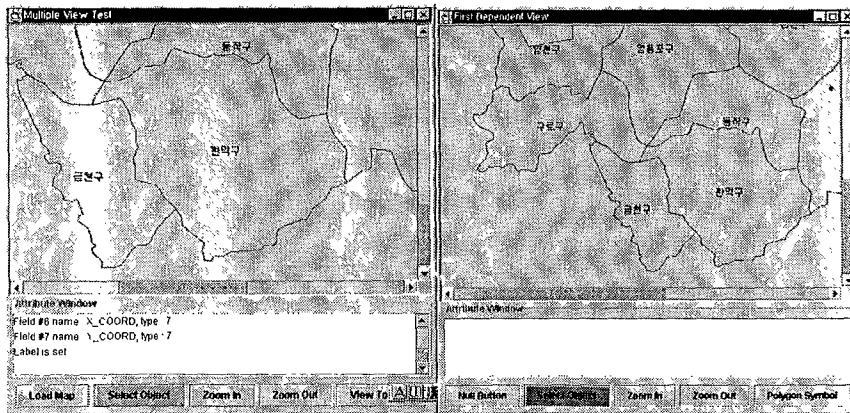 Multiple View Test
동작구
관악구
금천구
Attribute Window
Field #6 name X_COORD, type 7
Field #7 name Y_COORD, type 7
Label is set
Load Map Select Object Zoom In Zoom Out View To
First Dependent View
양천구
영등포구
구로구
동작구
관악구
금천구
Attribute Window
Null Button Select Object Zoom In Zoom Out Polygon Symbol